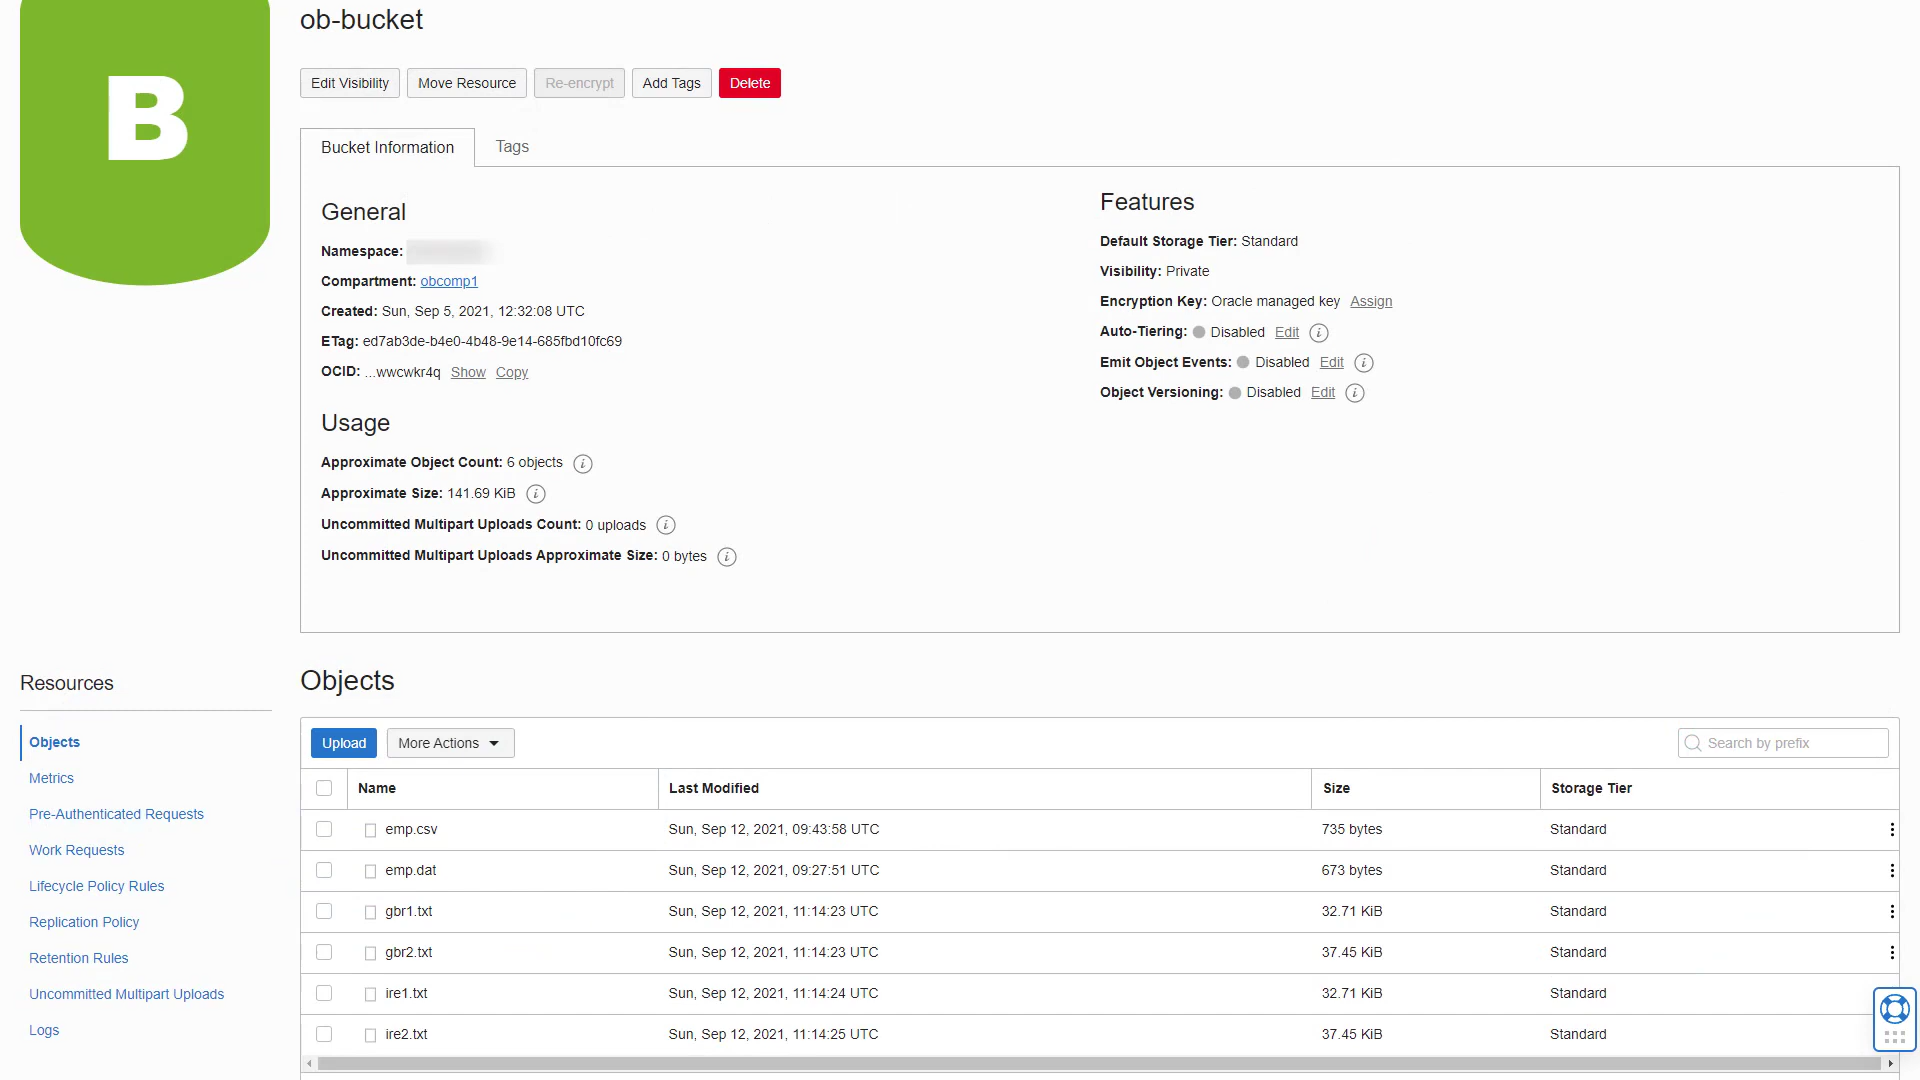 B
ob-bucket
Edit Visibility Move Resource Re-encrypt Add Tags Delete
Bucket Information Tags
General
Namespace:
Compartment: obcomp1
Created: Sun, Sep 5, 2021, 12:32:08 UTC
ETag: ed7ab3de-b4e0-4b48-9e14-685fbd10fc69
OCID: ...wwcwkr4q Show Copy
Usage
Approximate Object Count: 6 objects i
Approximate Size: 141.69 KiB i
Uncommitted Multipart Uploads Count: 0 uploads i
Uncommitted Multipart Uploads Approximate Size: 0 bytes i
Features
Default Storage Tier: Standard
Visibility: Private
Encryption Key: Oracle managed key Assign
Auto-Tiering: Disabled Edit i
Emit Object Events: Disabled Edit i
Object Versioning: Disabled Edit i
Resources
Objects
Metrics
Pre-Authenticated Requests
Work Requests
Lifecycle Policy Rules
Replication Policy
Retention Rules
Uncommitted Multipart Uploads
Logs
Objects
Upload More Actions Search by prefix
Name Last Modified Size Storage Tier
emp.csv Sun, Sep 12, 2021, 09:43:58 UTC 735 bytes Standard
emp.dat Sun, Sep 12, 2021, 09:27:51 UTC 673 bytes Standard
gbr1.txt Sun, Sep 12, 2021, 11:14:23 UTC 32.71 KiB Standard
gbr2.txt Sun, Sep 12, 2021, 11:14:23 UTC 37.45 KiB Standard
ire1.txt Sun, Sep 12, 2021, 11:14:24 UTC 32.71 KiB Standard
ire2.txt Sun, Sep 12, 2021, 11:14:25 UTC 37.45 KiB Standard